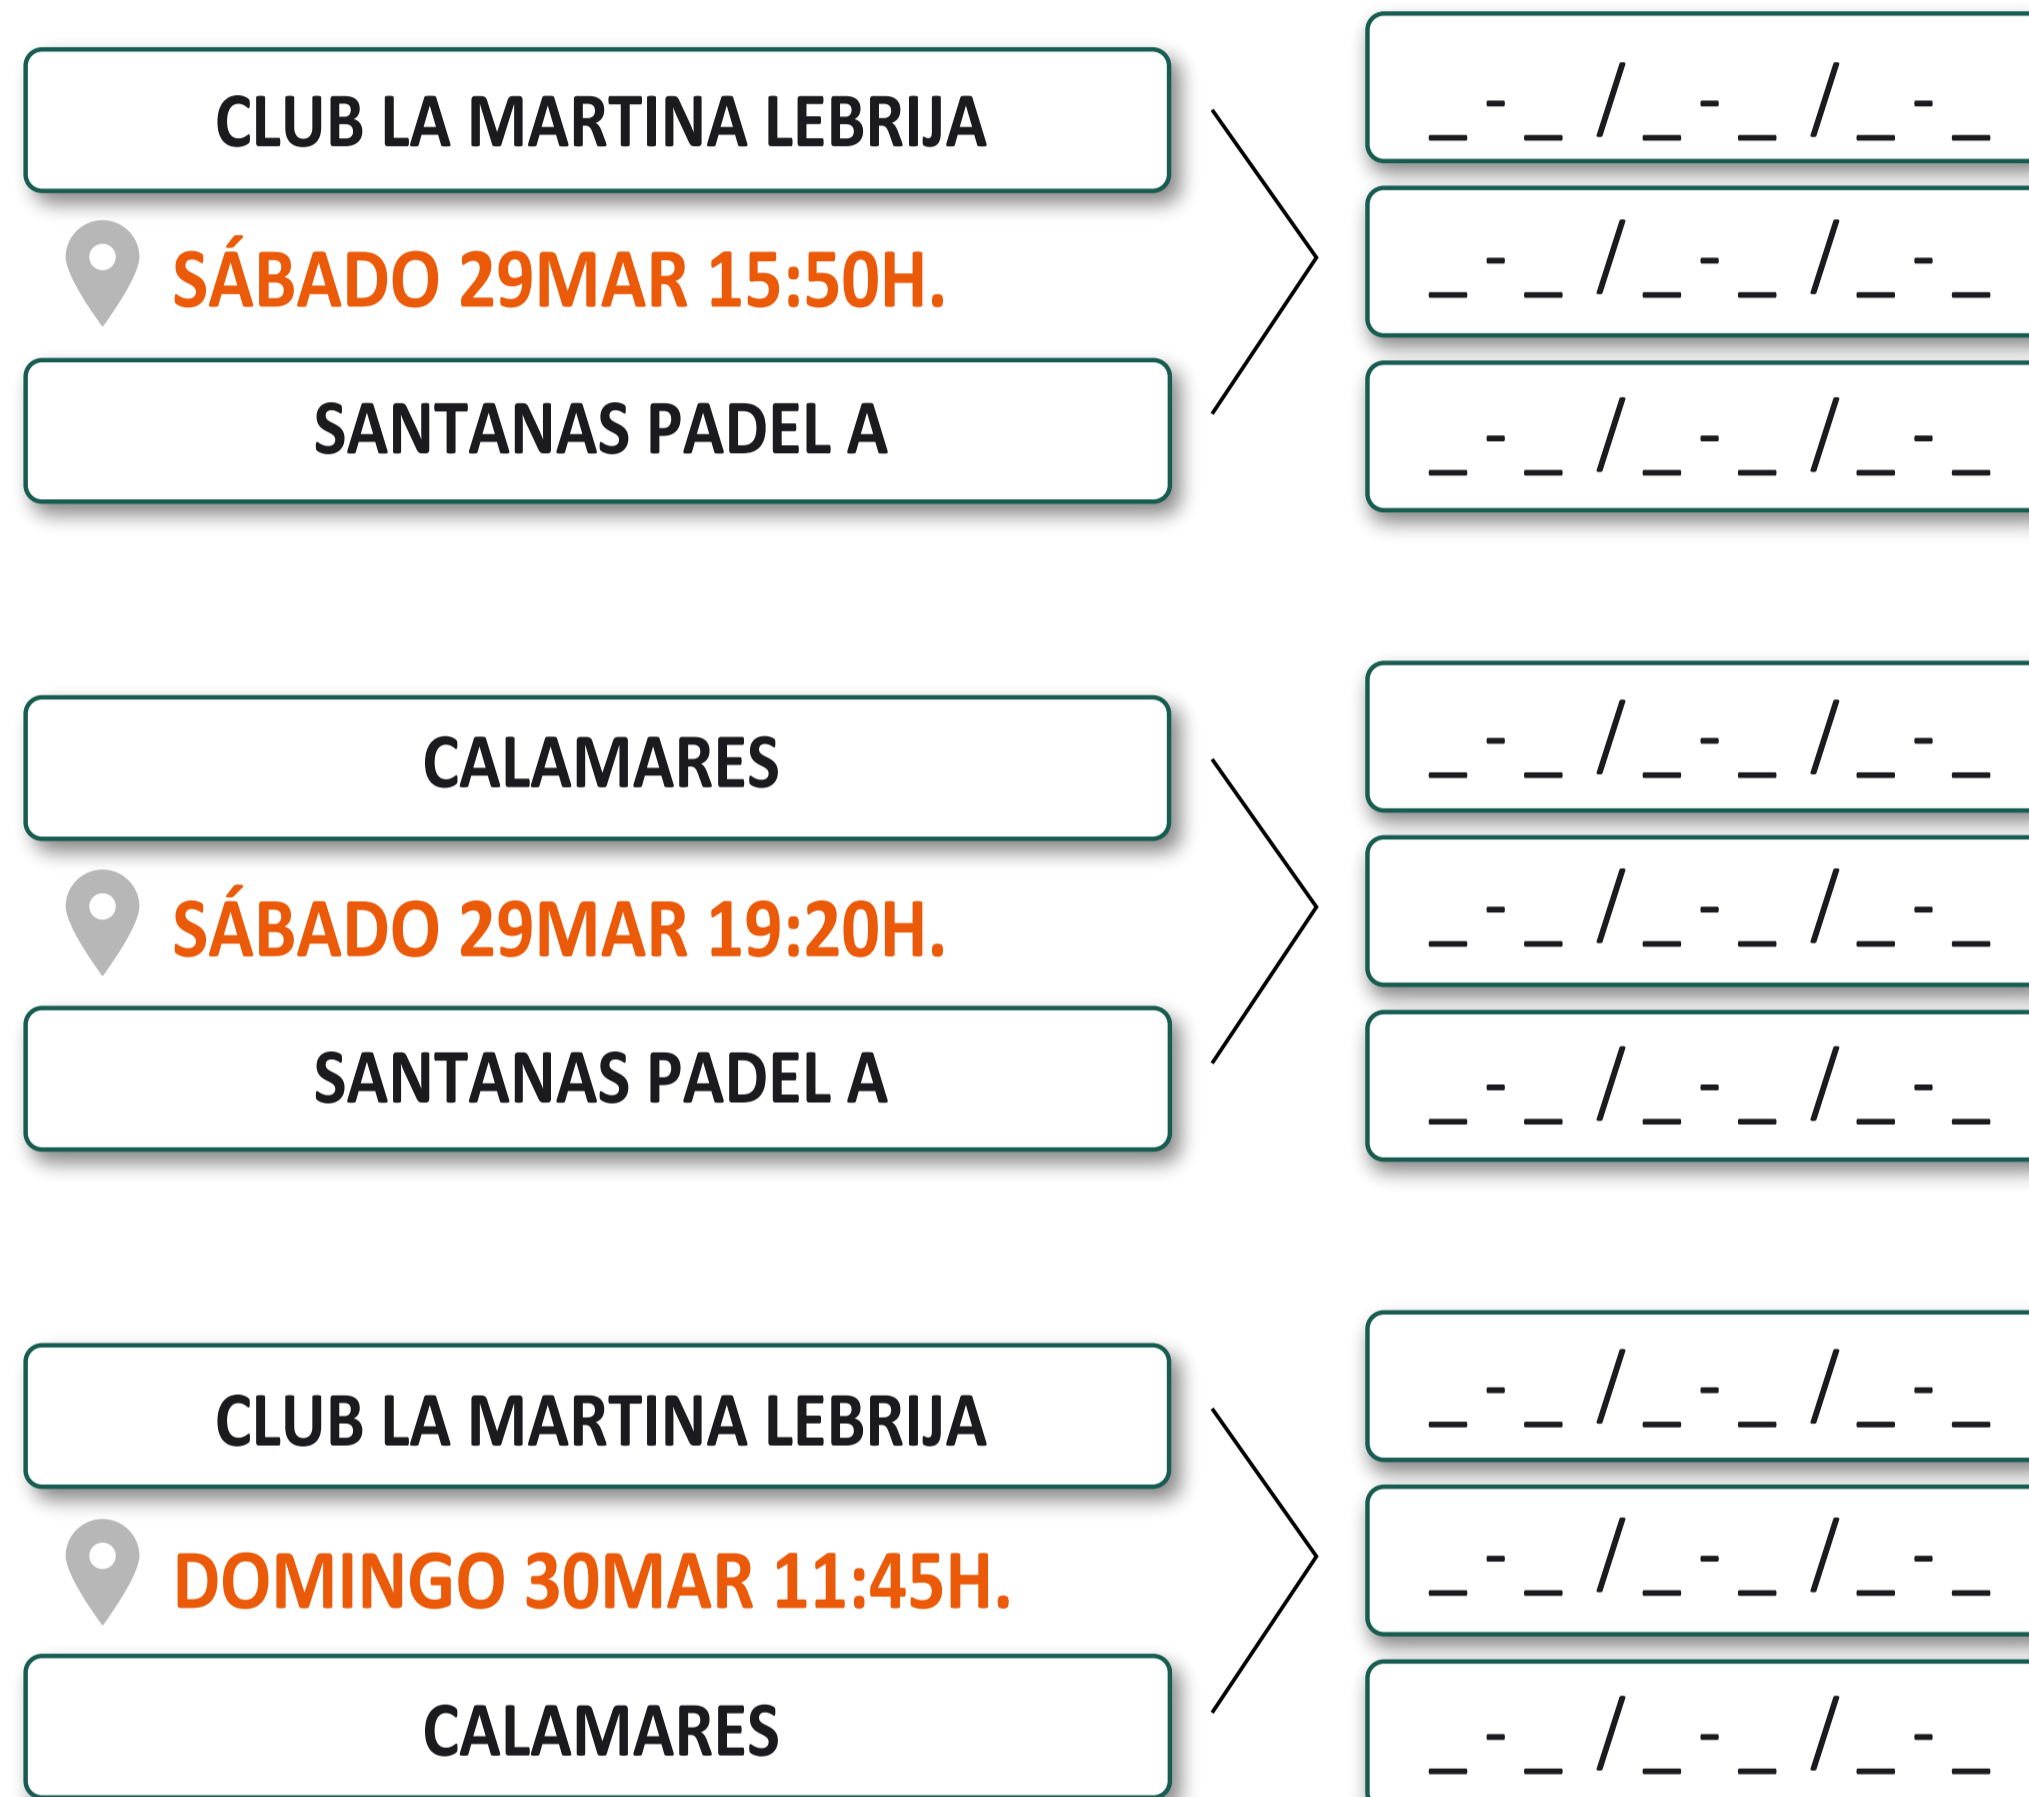 CLUB LA MARTINA LEBRIJA
SÁBADO 29MAR 15:50H.
SANTANAS PADEL A
_ - _ / _ - _ / _ - _
_ - _ / _ - _ / _ - _
_ - _ / _ - _ / _ - _
CALAMARES
SÁBADO 29MAR 19:20H.
SANTANAS PADEL A
_ - _ / _ - _ / _ - _
_ - _ / _ - _ / _ - _
_ - _ / _ - _ / _ - _
CLUB LA MARTINA LEBRIJA
DOMINGO 30MAR 11:45H.
CALAMARES
_ - _ / _ - _ / _ - _
_ - _ / _ - _ / _ - _
_ - _ / _ - _ / _ - _